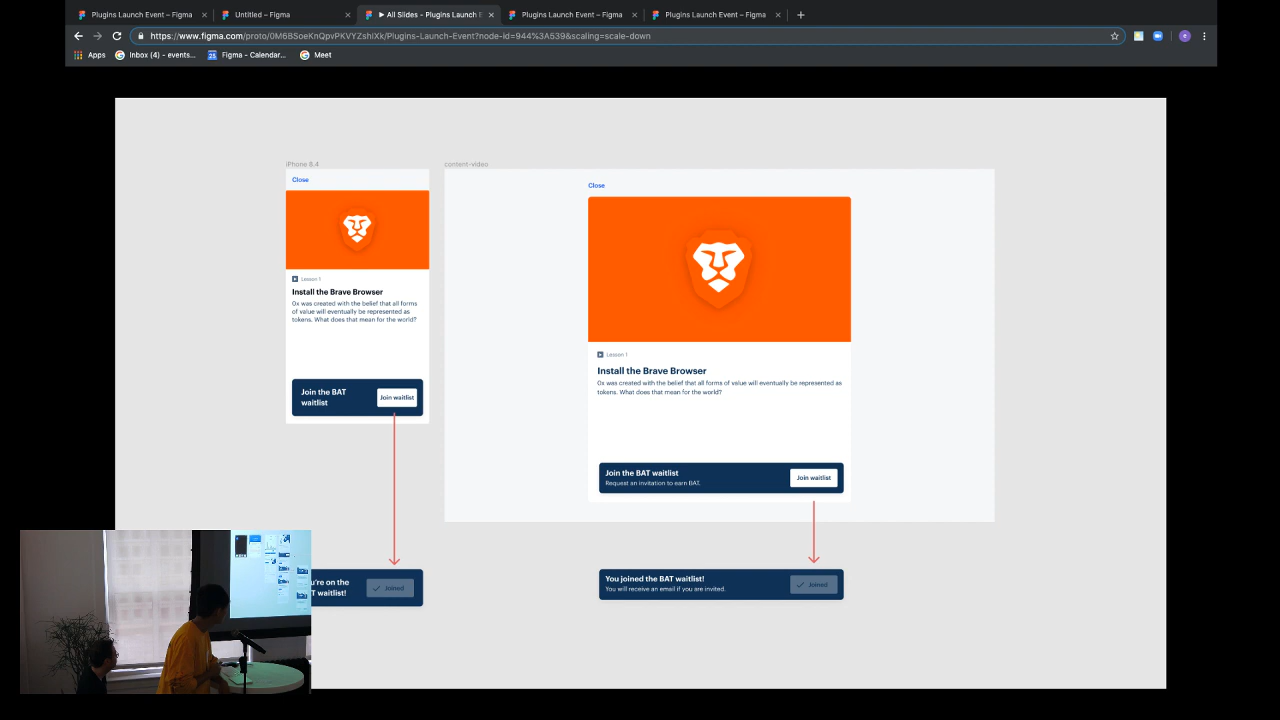 Plugins Launch Event – Figma
Untitled – Figma
▶ All Slides - Plugins Launch E
Plugins Launch Event – Figma
Plugins Launch Event – Figma
https://www.figma.com/proto/0M6BSoeKnQpvPKVYZshIXk/Plugins-Launch-Event?node-id=944%3A539&scaling=scale-down
Apps
Inbox (4) - events...
Figma - Calendar...
Meet
iPhone 8.4
content-video
Close
Lesson 1
Install the Brave Browser
0x was created with the belief that all forms
of value will eventually be represented as
tokens. What does that mean for the world?
Join the BAT
waitlist
Join waitlist
Close
Lesson 1
Install the Brave Browser
0x was created with the belief that all forms of value will eventually be represented as
tokens. What does that mean for the world?
Join the BAT waitlist
Request an invitation to earn BAT.
Join waitlist
u're on the
T waitlist!
Joined
You joined the BAT waitlist!
You will receive an email if you are invited.
Joined